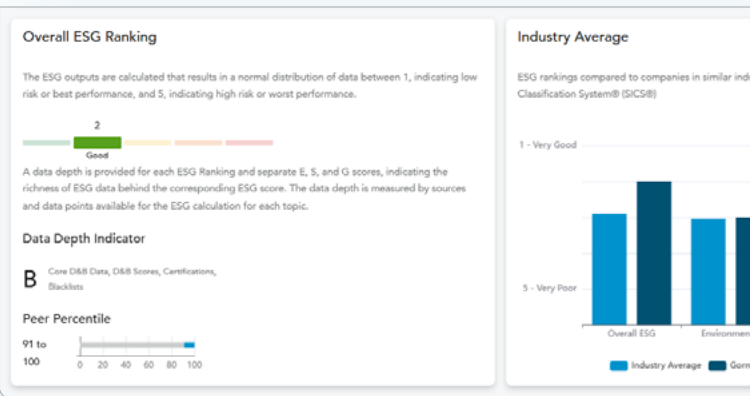 Overall ESG Ranking
The ESG outputs are calculated that results in a normal distribution of data between 1, indicating low
risk or best performance, and 5, indicating high risk or worst performance.
2
Good
A data depth is provided for each ESG Ranking and separate E, S, and G scores, indicating the
richness of ESG data behind the corresponding ESG score. The data depth is measured by sources
and data points available for the ESG calculation for each topic.
Data Depth Indicator
B
Core D&B Data, D&B Scores, Certifications,
Blacklists
Peer Percentile
91 to
100
0 20 40 60 80 100
Industry Average
ESG rankings compared to companies in similar indu
Classification System® (SICS®)
1 - Very Good
5 - Very Poor
Overall ESG Environmen
Industry Average Gorm